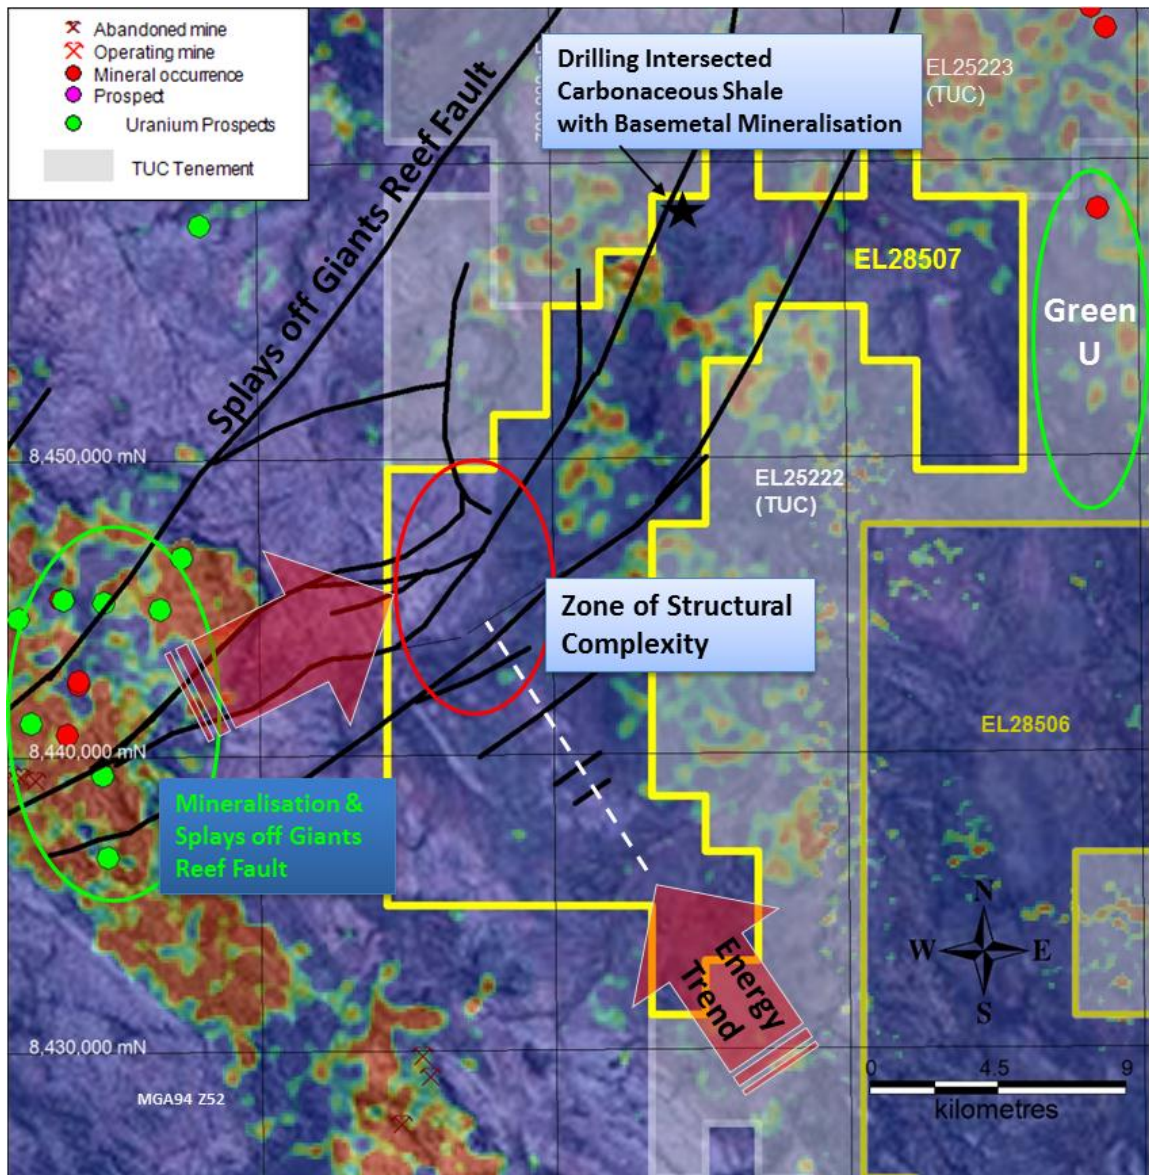 Abandoned mine
Operating mine
Mineral occurrence
Prospect
Uranium Prospects
TUC Tenement
Drilling Intersected
Carbonaceous Shale
with Basemetal Mineralisation
EL25223
(TUC)
Splays off Giants Reef Fault
EL28507
Green
U
8,450,000 mN
EL25222
(TUC)
Zone of Structural
Complexity
EL28506
8,440,000 mN
Mineralisation &
Splays off Giants
Reef Fault
Energy
Trend
N
W
E
S
8,430,000 mN
MGA94 Z52
0
4.5
9
kilometres